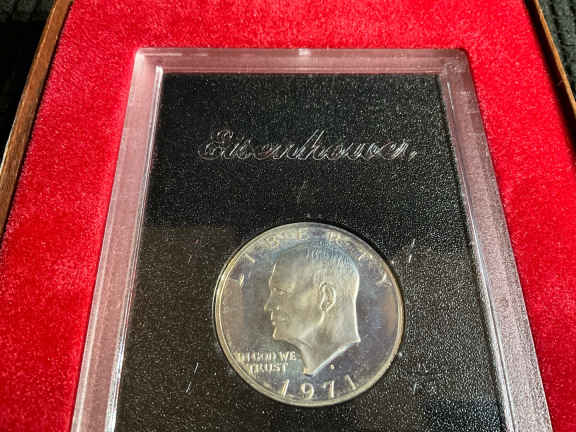 Eisenhower
LIBERTY
IN GOD WE
TRUST
1971